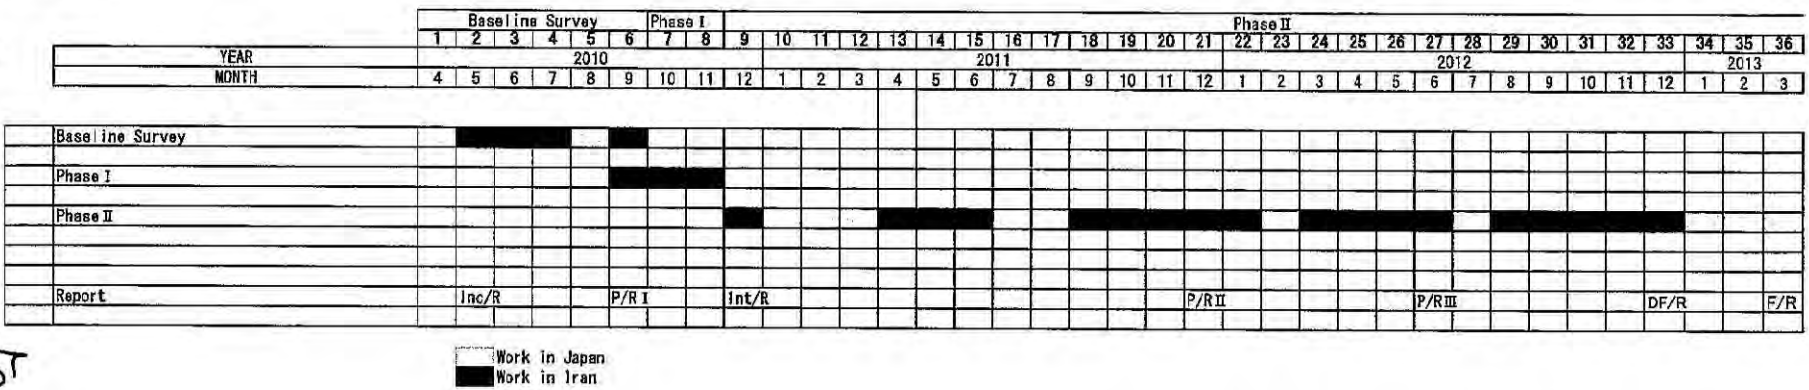 Baseline Survey Phase I Phase II
1 2 3 4 5 6 7 8 9 10 11 12 13 14 15 16 17 18 19 20 21 22 23 24 25 26 27 28 29 30 31 32 33 34 35 36
YEAR 2010 2011 2012 2013
MONTH 4 5 6 7 8 9 10 11 12 1 2 3 4 5 6 7 8 9 10 11 12 1 2 3 4 5 6 7 8 9 10 11 12 1 2 3
Baseline Survey
Phase I
Phase II
Report Inc/R P/R I Int/R P/R II P/R III DF/R F/R
Work in Japan
Work in Iran